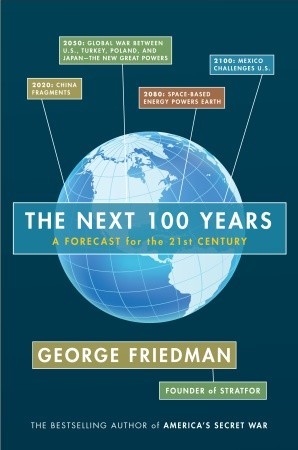 2050: GLOBAL WAR BETWEEN
U.S., TURKEY, POLAND, AND
JAPAN—THE NEW GREAT POWERS
2100: MEXICO
CHALLENGES U.S.
2020: CHINA
FRAGMENTS
2080: SPACE-BASED
ENERGY POWERS EARTH
THE NEXT 100 YEARS
A FORECAST for the 21ST CENTURY
GEORGE FRIEDMAN
FOUNDER of STRATFOR
THE BESTSELLING AUTHOR of AMERICA'S SECRET WAR